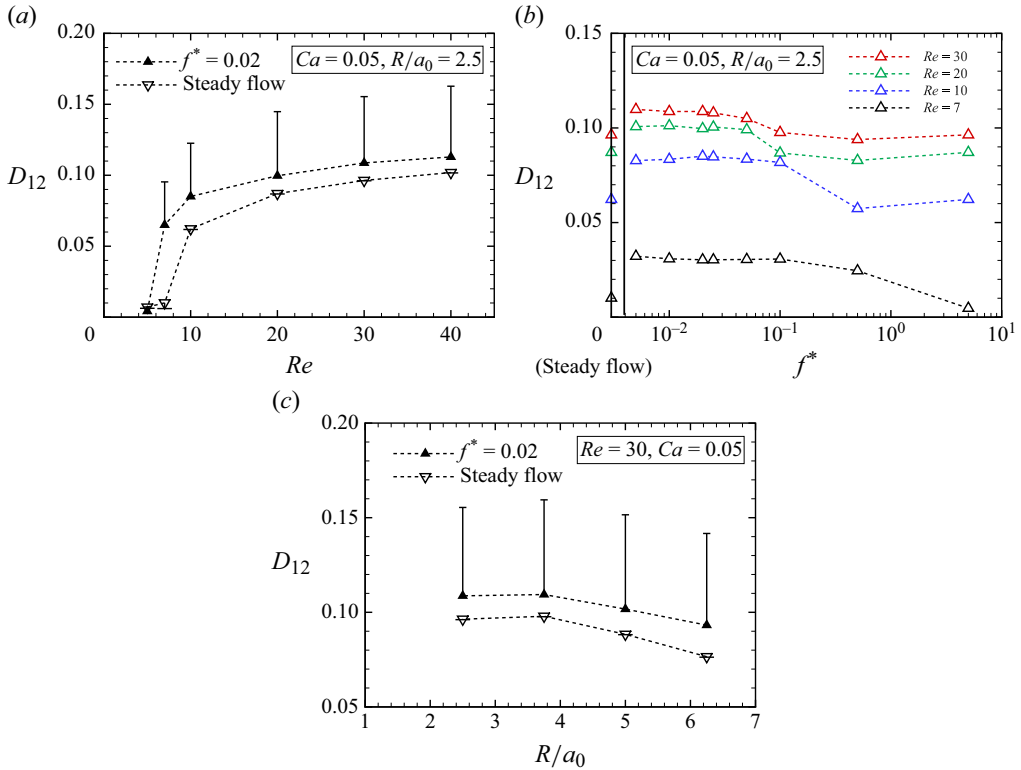 (a)
0.20
f* = 0.02
Steady flow
Ca = 0.05, R/a0 = 2.5
0.15
D12
0.10
0.05
0
10
20
30
40
Re
(b)
0.15
Ca = 0.05, R/a0 = 2.5
Re = 30
Re = 20
Re = 10
Re = 7
0.10
D12
0.05
0
10−2
10−1
100
101
(Steady flow)
f*
(c)
0.20
f* = 0.02
Steady flow
Re = 30, Ca = 0.05
0.15
D12
0.10
0.05
1
2
3
4
5
6
7
R/a0